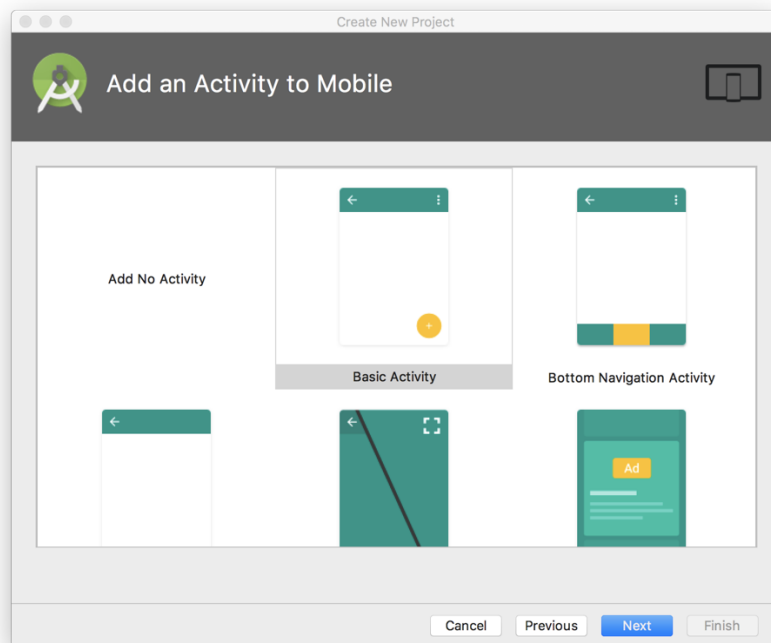 Create New Project
Add an Activity to Mobile
Add No Activity
Basic Activity
Bottom Navigation Activity
Ad
Cancel
Previous
Next
Finish